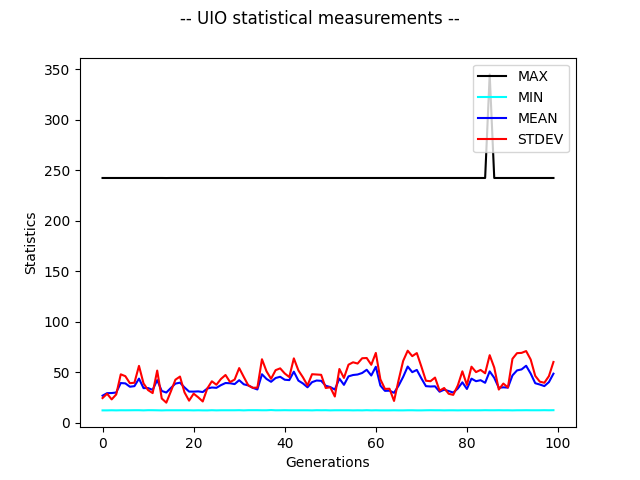 -- UIO statistical measurements --
350
300
250
200
150
100
50
0
Statistics
MAX
MIN
MEAN
STDEV
0 20 40 60 80 100
Generations